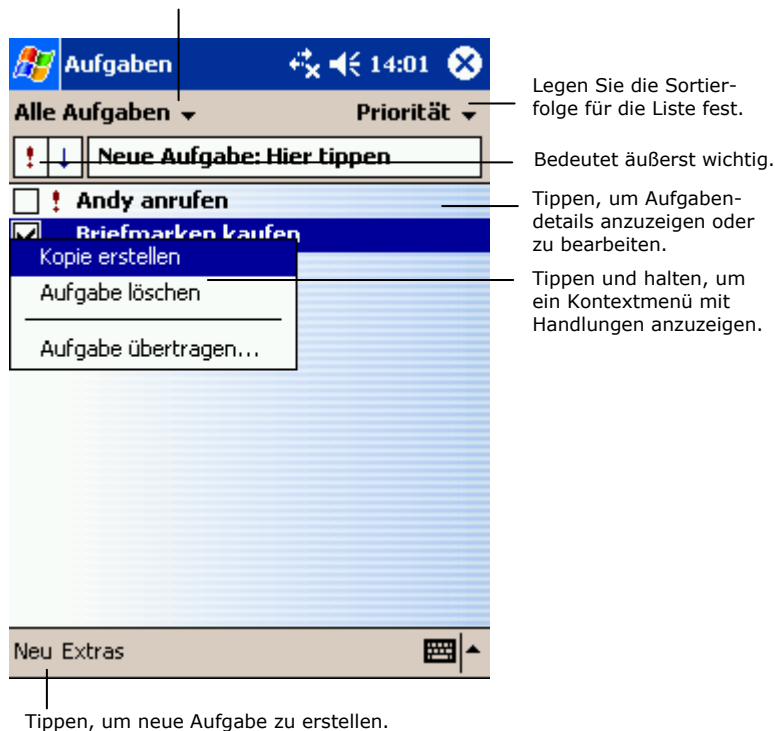 Aufgaben 14:01
Alle Aufgaben Priorität
Legen Sie die Sortier-
folge für die Liste fest.
! ↓ Neue Aufgabe: Hier tippen
Bedeutet äußerst wichtig.
! Andy anrufen
Tippen, um Aufgaben-
details anzuzeigen oder
zu bearbeiten.
Briefmarken kaufen
Kopie erstellen
Aufgabe löschen
Aufgabe übertragen...
Tippen und halten, um
ein Kontextmenü mit
Handlungen anzuzeigen.
Neu Extras
Tippen, um neue Aufgabe zu erstellen.